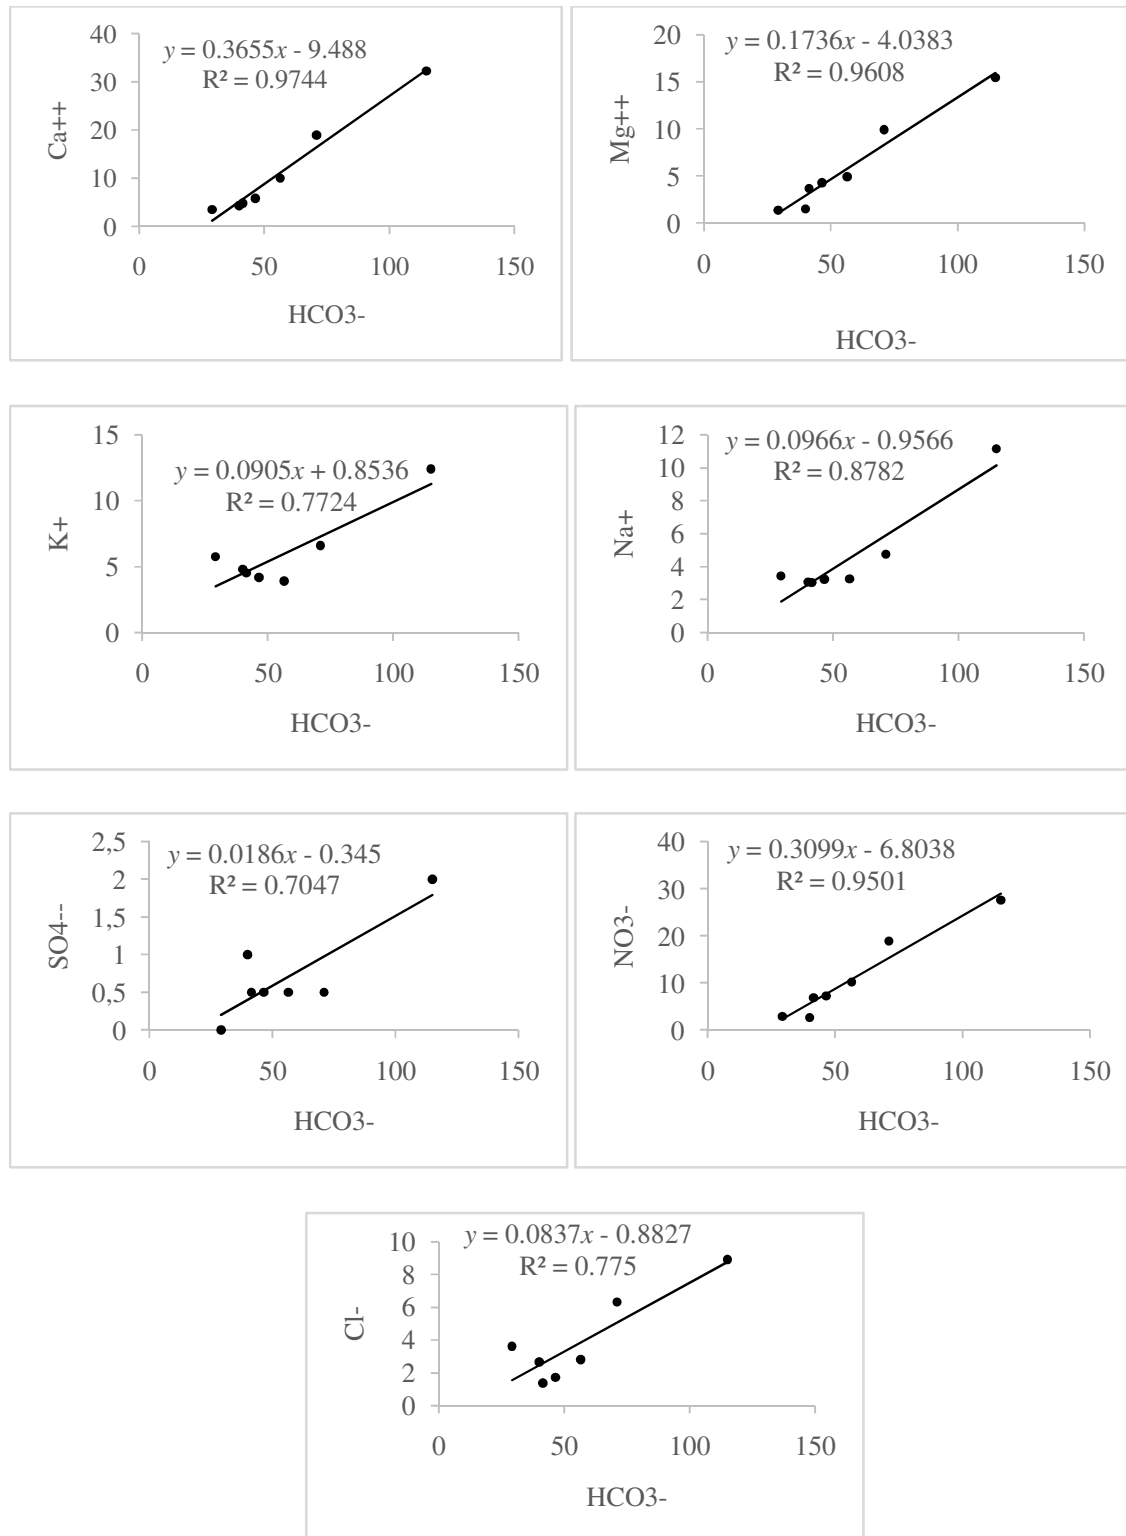 y = 0.3655x - 9.488
R² = 0.9744
40
30
20
10
0
Ca++
0 50 100 150
HCO3-
y = 0.1736x - 4.0383
R² = 0.9608
20
15
10
5
0
Mg++
0 50 100 150
HCO3-
y = 0.0905x + 0.8536
R² = 0.7724
15
10
5
0
K+
0 50 100 150
HCO3-
y = 0.0966x - 0.9566
R² = 0.8782
12
10
8
6
4
2
0
Na+
0 50 100 150
HCO3-
y = 0.0186x - 0.345
R² = 0.7047
2,5
2
1,5
1
0,5
0
SO4--
0 50 100 150
HCO3-
y = 0.3099x - 6.8038
R² = 0.9501
40
30
20
10
0
NO3-
0 50 100 150
HCO3-
y = 0.0837x - 0.8827
R² = 0.775
10
8
6
4
2
0
Cl-
0 50 100 150
HCO3-